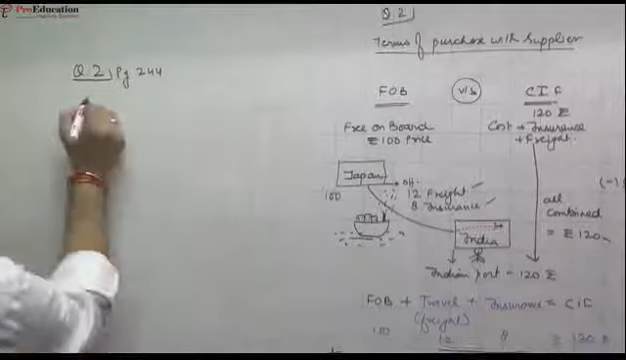 ProEducation
Q.2) Pg 244
Q.2)
Terms of purchase with Supplier
FOB v/s CIF
120 ₹
Free on Board
₹ 100 Price
Cost + Insurance
+ Freight.
Japan
100
12 Freight
8 Insurance
India
all
combined
= ₹ 120
(-)
Indian port - 120 ₹
FOB + Travel + Insurance = CIF
(freight)
100 12 8 ₹ 120